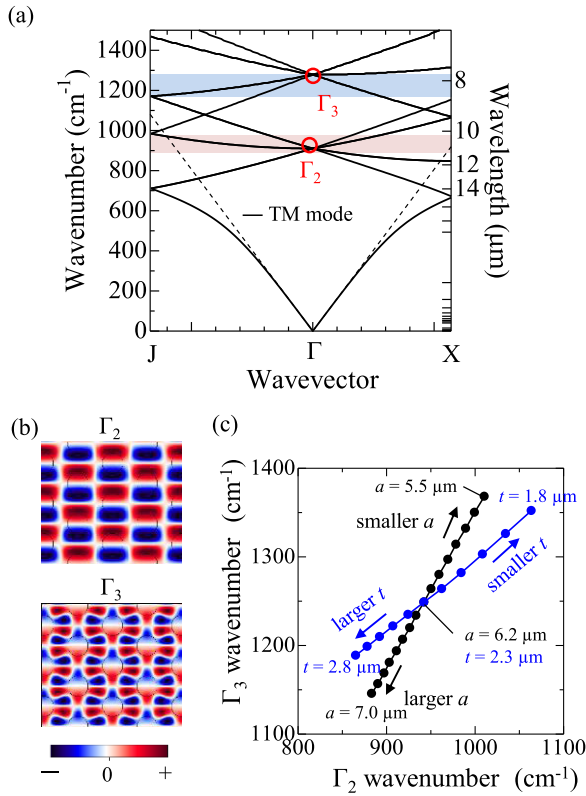 (a)
1400
1200
1000
800
600
400
200
0
Wavenumber (cm⁻¹)
Γ₃
Γ₂
— TM mode
8
10
12
14
Wavelength (μm)
J
Γ
X
Wavevector
(b)
Γ₂
Γ₃
— 0 +
(c)
1400
1300
1200
1100
Γ₃ wavenumber (cm⁻¹)
a = 5.5 μm
t = 1.8 μm
smaller a
smaller t
larger t
a = 6.2 μm
t = 2.3 μm
t = 2.8 μm
larger a
a = 7.0 μm
800 900 1000 1100
Γ₂ wavenumber (cm⁻¹)